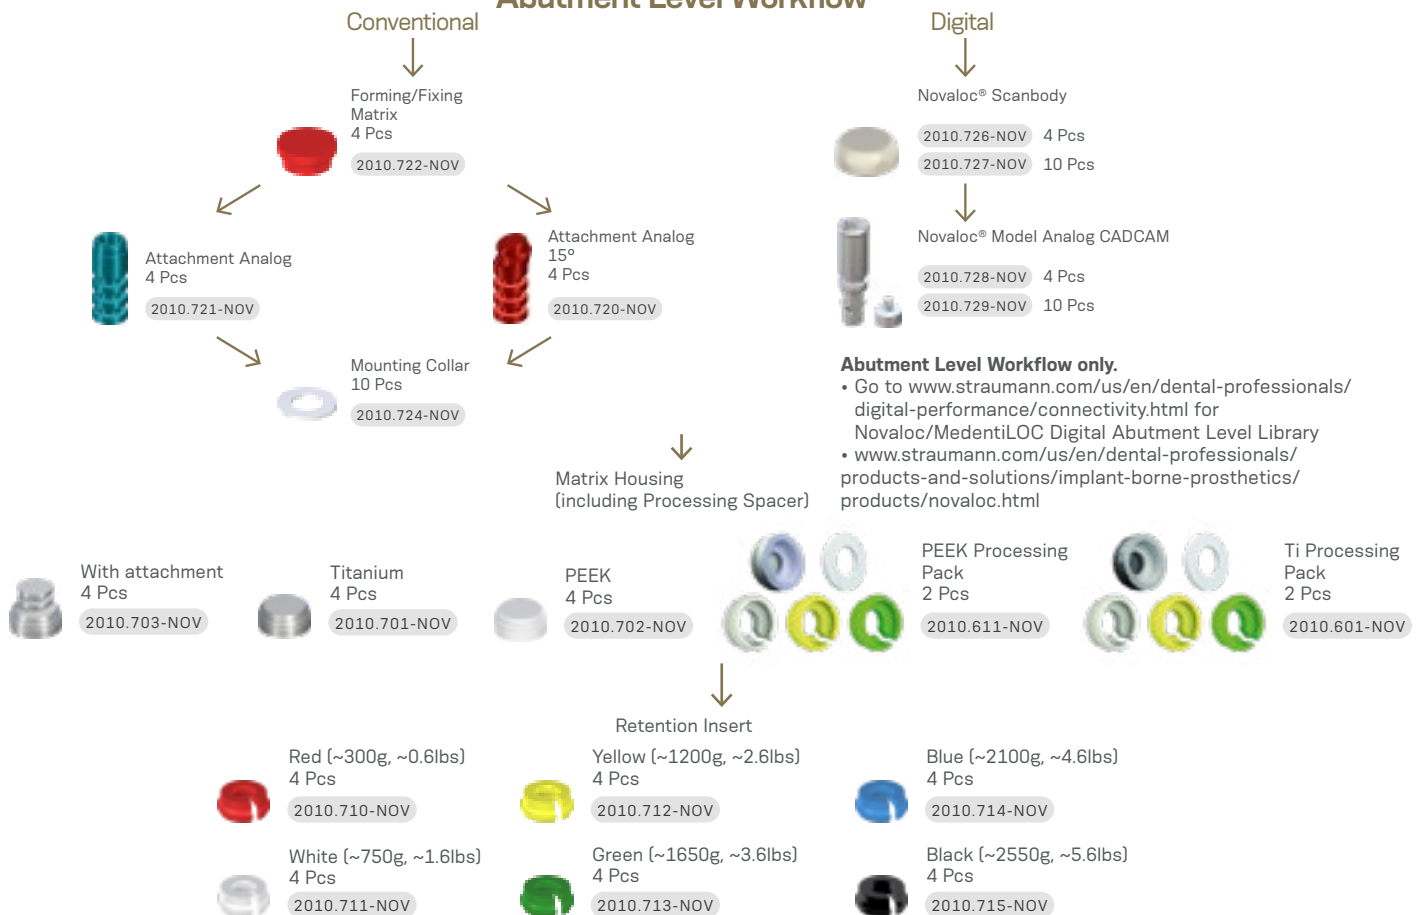 Abutment Level Workflow
Conventional
Digital
Forming/Fixing
Matrix
4 Pcs
2010.722-NOV
Novaloc® Scanbody
2010.726-NOV 4 Pcs
2010.727-NOV 10 Pcs
Attachment Analog
4 Pcs
2010.721-NOV
Attachment Analog
15°
4 Pcs
2010.720-NOV
Novaloc® Model Analog CADCAM
2010.728-NOV 4 Pcs
2010.729-NOV 10 Pcs
Mounting Collar
10 Pcs
2010.724-NOV
Abutment Level Workflow only.
• Go to www.straumann.com/us/en/dental-professionals/
digital-performance/connectivity.html for
Novaloc/MedentiLOC Digital Abutment Level Library
• www.straumann.com/us/en/dental-professionals/
products-and-solutions/implant-borne-prosthetics/
products/novaloc.html
Matrix Housing
(including Processing Spacer)
With attachment
4 Pcs
2010.703-NOV
Titanium
4 Pcs
2010.701-NOV
PEEK
4 Pcs
2010.702-NOV
PEEK Processing
Pack
2 Pcs
2010.611-NOV
Ti Processing
Pack
2 Pcs
2010.601-NOV
Retention Insert
Red (~300g, ~0.6lbs)
4 Pcs
2010.710-NOV
Yellow (~1200g, ~2.6lbs)
4 Pcs
2010.712-NOV
Blue (~2100g, ~4.6lbs)
4 Pcs
2010.714-NOV
White (~750g, ~1.6lbs)
4 Pcs
2010.711-NOV
Green (~1650g, ~3.6lbs)
4 Pcs
2010.713-NOV
Black (~2550g, ~5.6lbs)
4 Pcs
2010.715-NOV